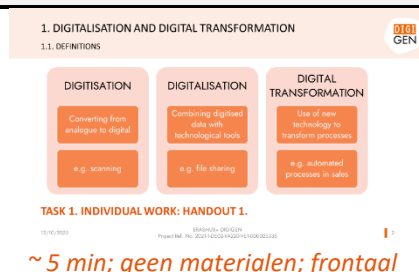 1. DIGITALISATION AND DIGITAL TRANSFORMATION
DIGI
GEN
1.1. DEFINITIONS
DIGITISATION
Converting from
analogue to digital
e.g. scanning
DIGITALISATION
Combining digitised
data with
technological tools
e.g. file sharing
DIGITAL
TRANSFORMATION
Use of new
technology to
transform processes
e.g. automated
processes in sales
TASK 1. INDIVIDUAL WORK: HANDOUT 1.
ERASMUS+ DIGIGEN
~ 5 min; geen materialen; frontaal